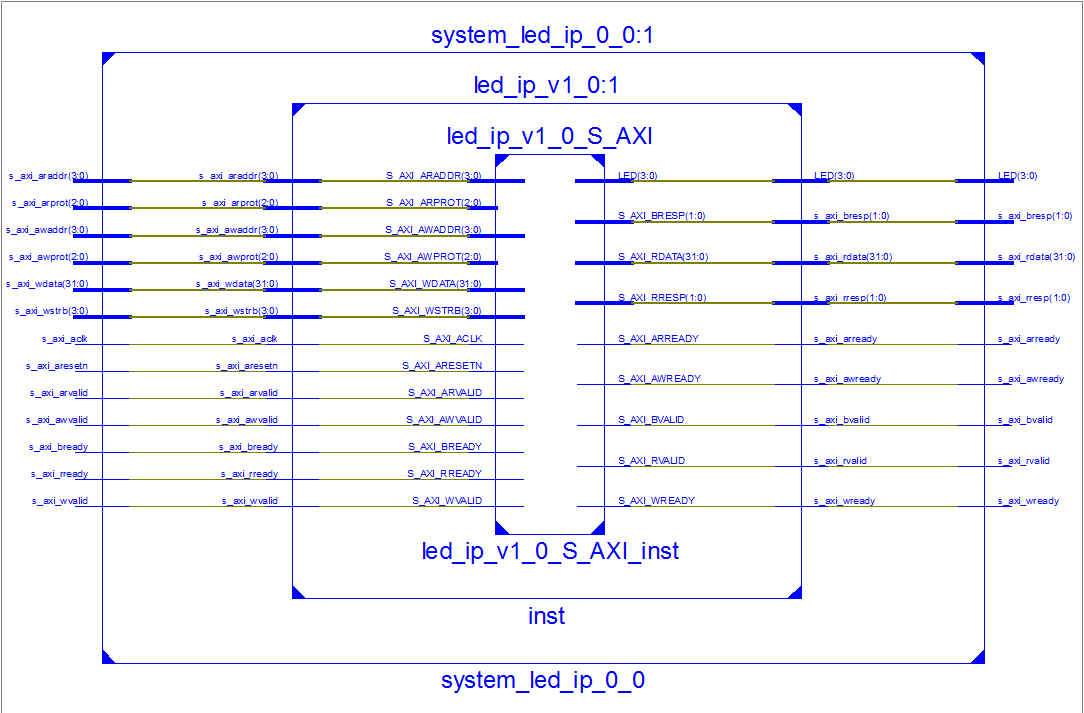 system_led_ip_0_0:1
led_ip_v1_0:1
led_ip_v1_0_S_AXI
s_axi_araddr(3:0) s_axi_araddr(3:0) S_AXI_ARADDR(3:0) LED(3:0) LED(3:0) LED(3:0)
s_axi_arprot(2:0) s_axi_arprot(2:0) S_AXI_ARPROT(2:0)
S_AXI_BRESP(1:0) s_axi_bresp(1:0) s_axi_bresp(1:0)
s_axi_awaddr(3:0) s_axi_awaddr(3:0) S_AXI_AWADDR(3:0)
s_axi_awprot(2:0) s_axi_awprot(2:0) S_AXI_AWPROT(2:0) S_AXI_RDATA(31:0) s_axi_rdata(31:0) s_axi_rdata(31:0)
s_axi_wdata(31:0) s_axi_wdata(31:0) S_AXI_WDATA(31:0)
S_AXI_RRESP(1:0) s_axi_rresp(1:0) s_axi_rresp(1:0)
s_axi_wstrb(3:0) s_axi_wstrb(3:0) S_AXI_WSTRB(3:0)
s_axi_aclk s_axi_aclk S_AXI_ACLK S_AXI_ARREADY s_axi_arready s_axi_arready
s_axi_aresetn s_axi_aresetn S_AXI_ARESETN
S_AXI_AWREADY s_axi_awready s_axi_awready
s_axi_arvalid s_axi_arvalid S_AXI_ARVALID
s_axi_awvalid s_axi_awvalid S_AXI_AWVALID S_AXI_BVALID s_axi_bvalid s_axi_bvalid
s_axi_bready s_axi_bready S_AXI_BREADY
S_AXI_RVALID s_axi_rvalid s_axi_rvalid
s_axi_rready s_axi_rready S_AXI_RREADY
s_axi_wvalid s_axi_wvalid S_AXI_WVALID S_AXI_WREADY s_axi_wready s_axi_wready
led_ip_v1_0_S_AXI_inst
inst
system_led_ip_0_0